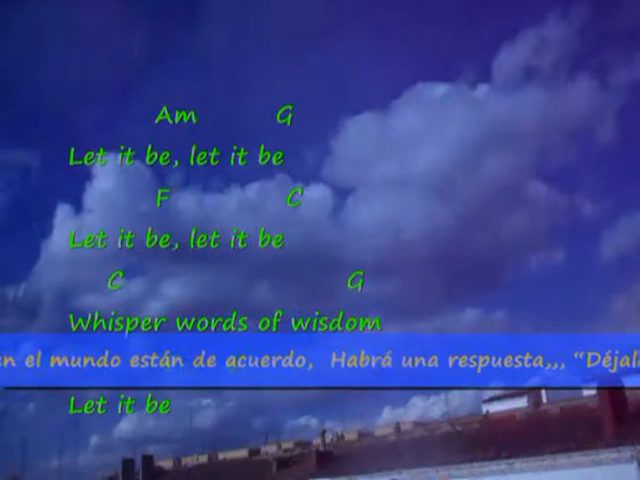 Am G
Let it be, let it be
F C
Let it be, let it be
C G
Whisper words of wisdom
en el mundo están de acuerdo, Habrá una respuesta,,, “Déjal
Let it be